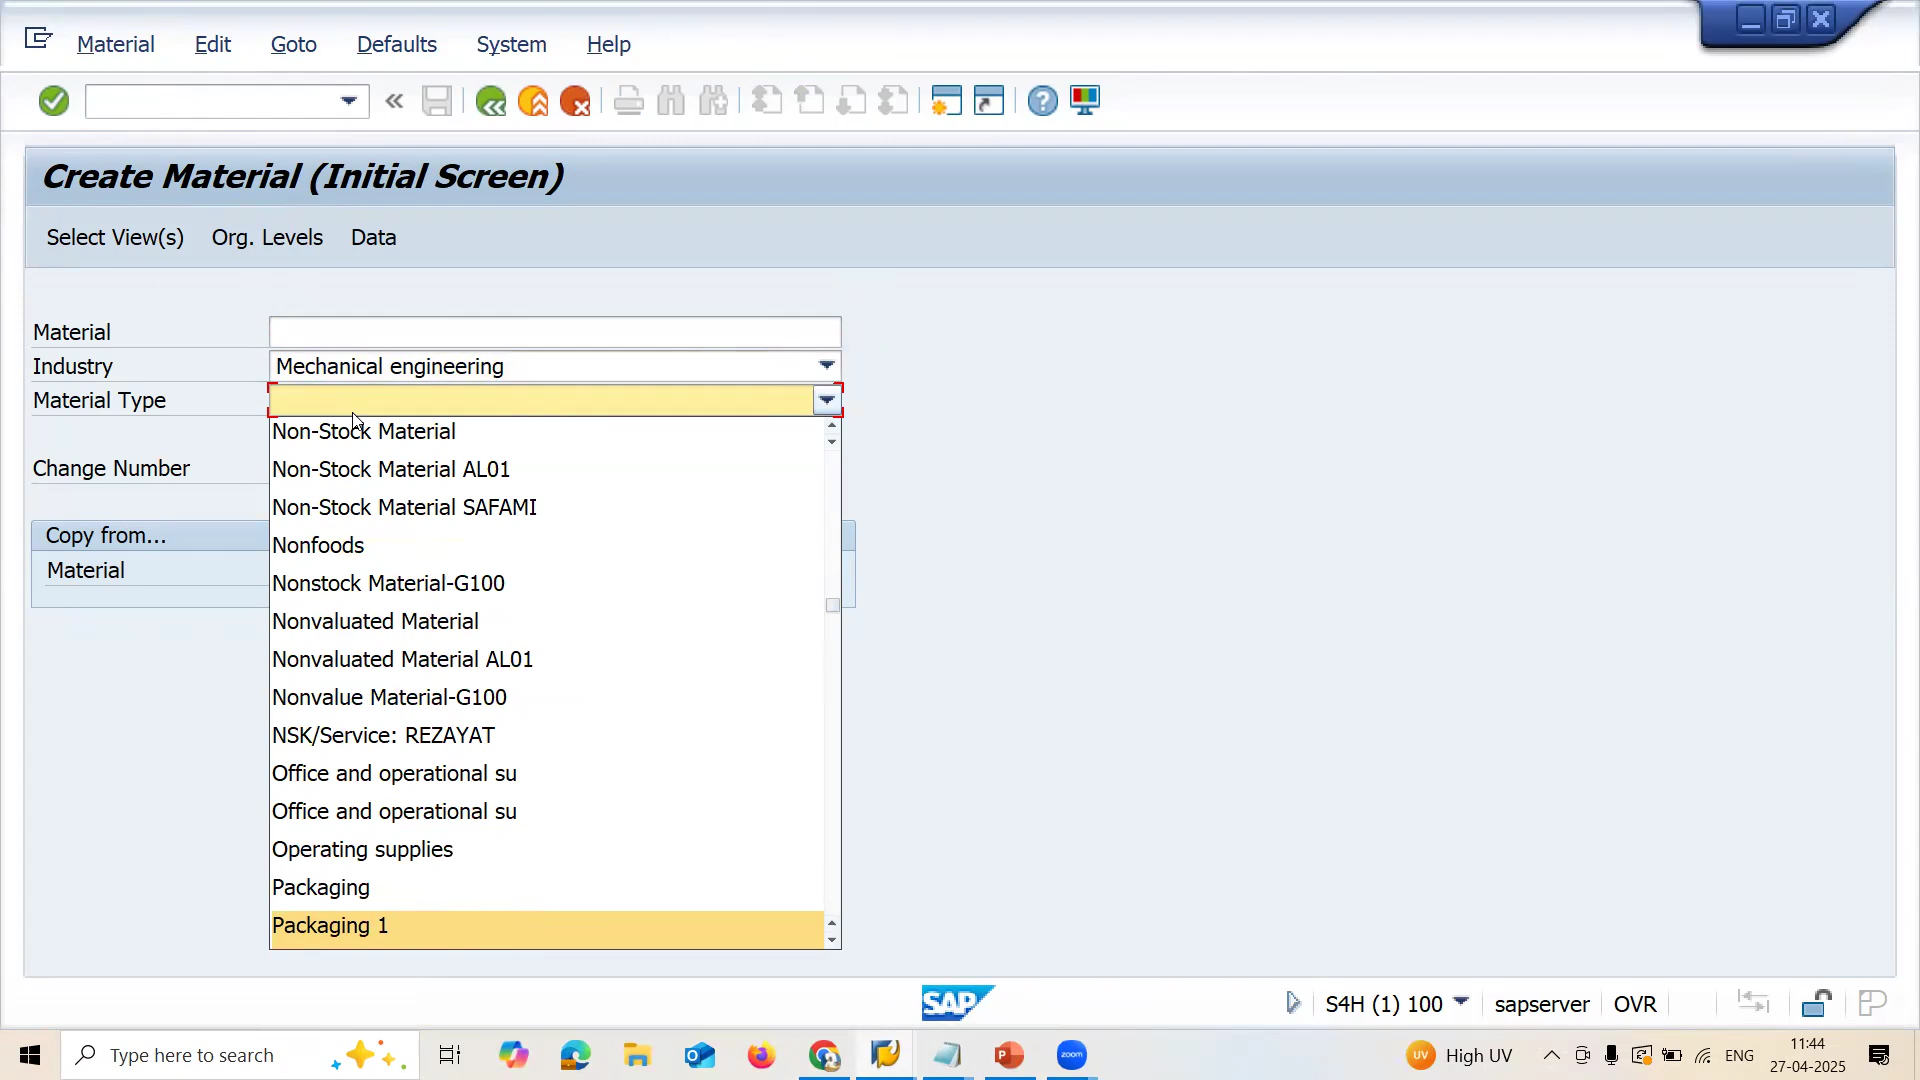 Material Edit Goto Defaults System Help
Create Material (Initial Screen)
Select View(s) Org. Levels Data
Material
Industry Mechanical engineering
Material Type
Non-Stock Material
Non-Stock Material AL01
Change Number
Non-Stock Material SAFAMI
Copy from...
Nonfoods
Material
Nonstock Material-G100
Nonvaluated Material
Nonvaluated Material AL01
Nonvalue Material-G100
NSK/Service: REZAYAT
Office and operational su
Office and operational su
Operating supplies
Packaging
Packaging 1
SAP
S4H (1) 100 sapserver OVR
Type here to search
zoom
UV High UV
ENG
11:44
27-04-2025